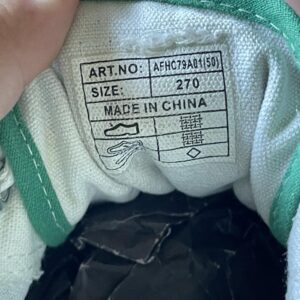 ART.NO: AFHC79A01(50)
SIZE: 270
MADE IN CHINA